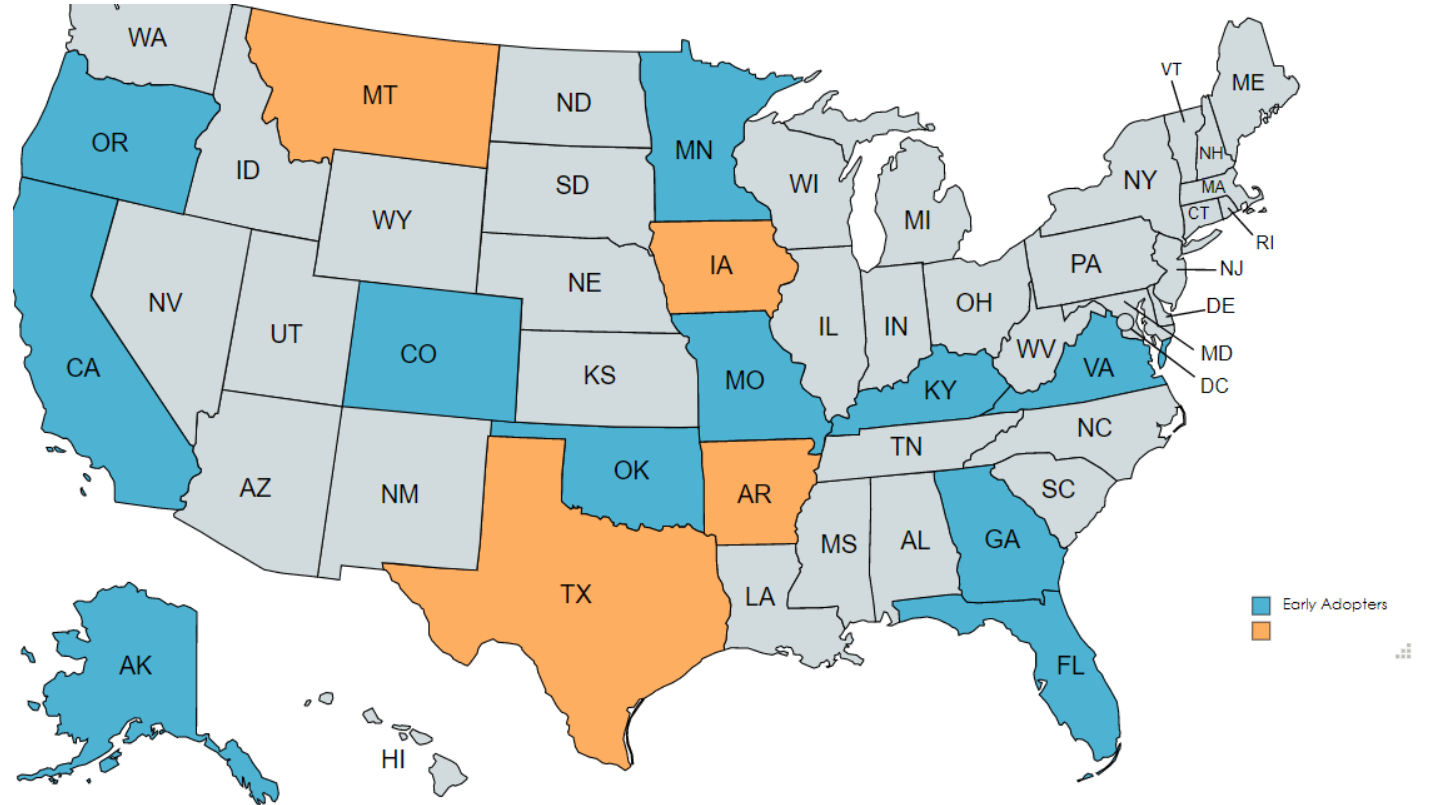 WA
MT
ND
MN
VT
ME
OR
ID
SD
WI
MI
NY
NH
MA
CT
RI
WY
IA
PA
NJ
NV
NE
OH
DE
UT
CO
IL
IN
WV
MD
CA
KS
MO
KY
VA
DC
AZ
NM
OK
AR
TN
NC
SC
MS
AL
GA
TX
LA
Early Adopters
AK
FL
HI